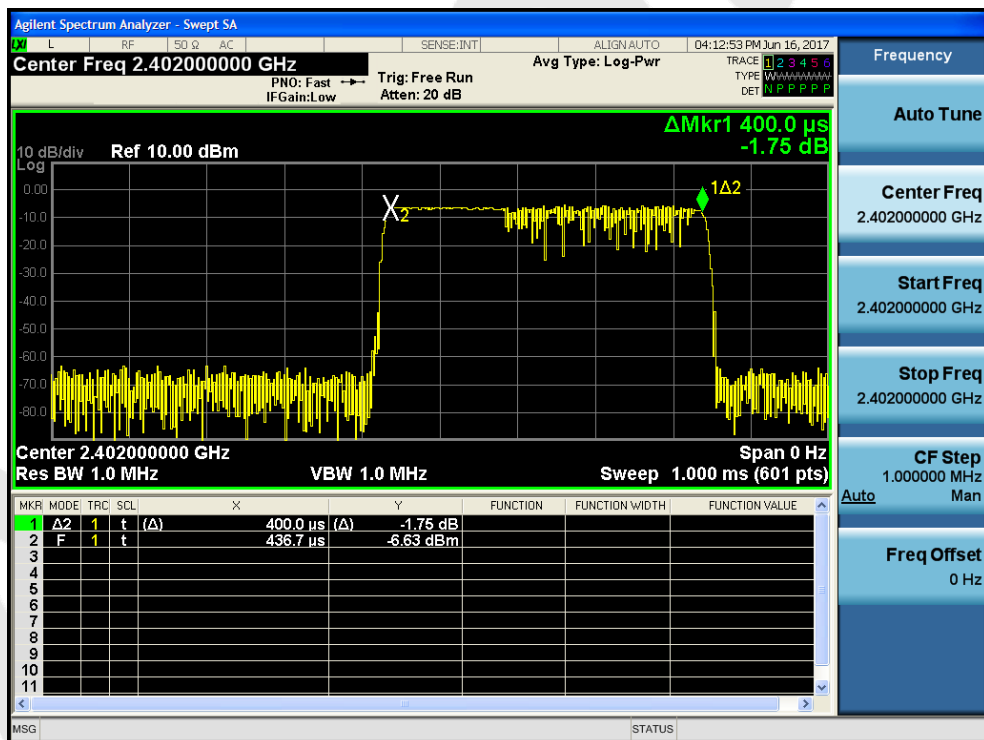 Agilent Spectrum Analyzer - Swept SA
LXI L RF 50 Ω AC SENSE:INT ALIGN AUTO 04:12:53 PM Jun 16, 2017
Center Freq 2.402000000 GHz
PNO: Fast
IFGain:Low
Trig: Free Run
Atten: 20 dB
Avg Type: Log-Pwr
TRACE 1 2 3 4 5 6
TYPE WWWWWW
DET N P P P P P
ΔMkr1 400.0 µs
-1.75 dB
10 dB/div Ref 10.00 dBm
Log
0.00
-10.0
-20.0
-30.0
-40.0
-50.0
-60.0
-70.0
-80.0
X2
1Δ2
Center 2.402000000 GHz Span 0 Hz
Res BW 1.0 MHz VBW 1.0 MHz Sweep 1.000 ms (601 pts)
MKR MODE TRC SCL X Y FUNCTION FUNCTION WIDTH FUNCTION VALUE
1 Δ2 1 t (Δ) 400.0 µs (Δ) -1.75 dB
2 F 1 t 436.7 µs -6.63 dBm
3
4
5
6
7
8
9
10
11
MSG STATUS
Frequency
Auto Tune
Center Freq
2.402000000 GHz
Start Freq
2.402000000 GHz
Stop Freq
2.402000000 GHz
CF Step
1.000000 MHz
Auto Man
Freq Offset
0 Hz